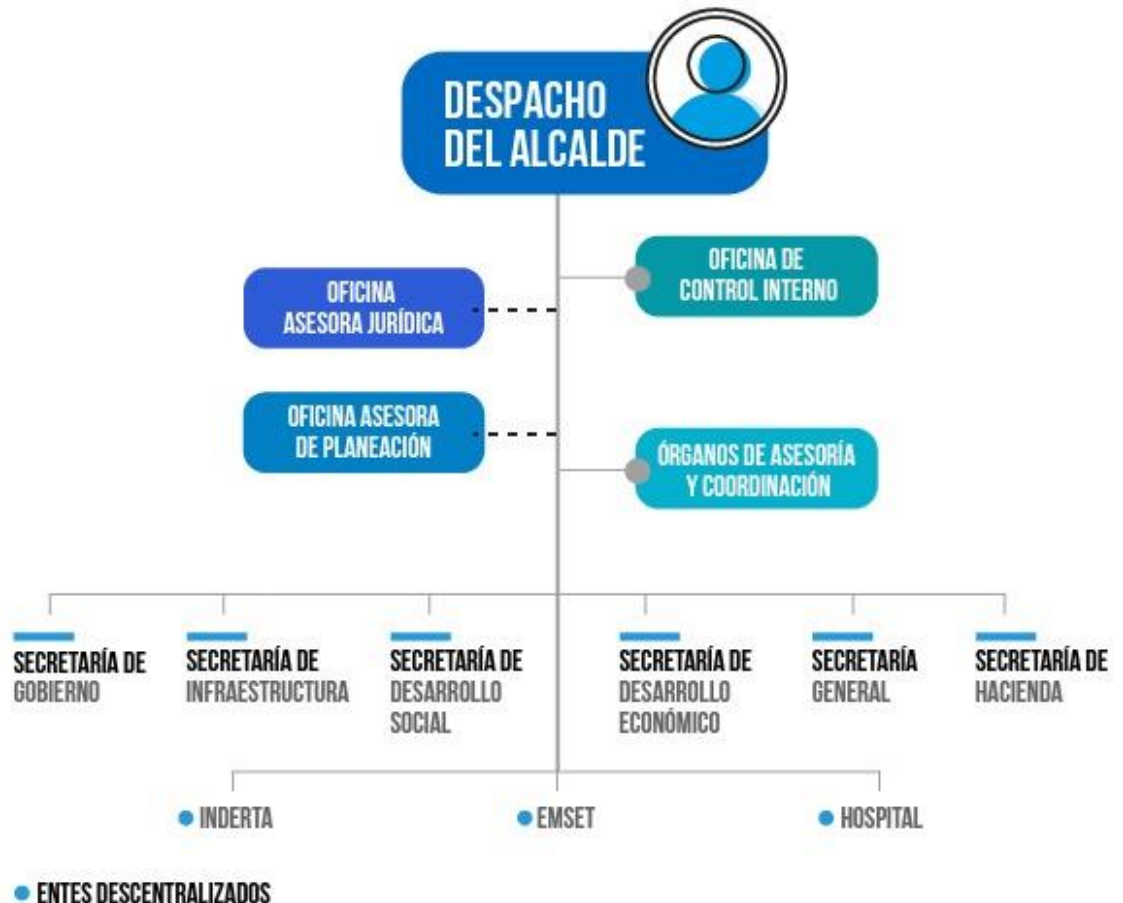 DESPACHO
DEL ALCALDE
OFICINA DE
CONTROL INTERNO
OFICINA
ASESORA JURÍDICA
OFICINA ASESORA
DE PLANEACIÓN
ÓRGANOS DE ASESORÍA
Y COORDINACIÓN
SECRETARÍA DE
GOBIERNO
SECRETARÍA DE
INFRAESTRUCTURA
SECRETARÍA DE
DESARROLLO
SOCIAL
SECRETARÍA DE
DESARROLLO
ECONÓMICO
SECRETARÍA
GENERAL
SECRETARÍA DE
HACIENDA
INDERTA
EMSET
HOSPITAL
ENTES DESCENTRALIZADOS